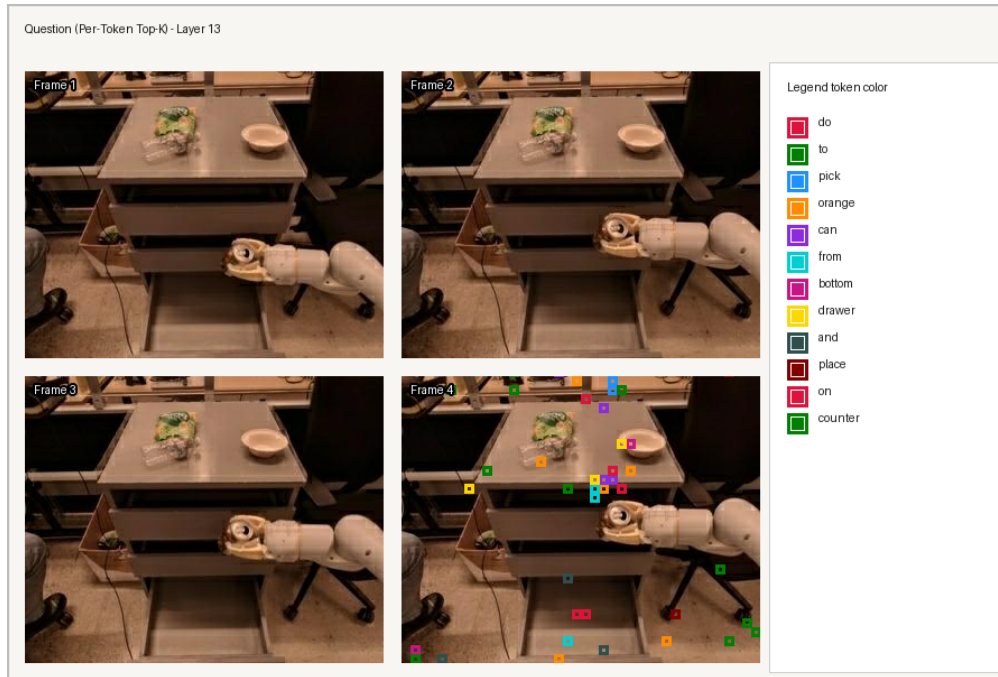 Question (Per-Token Top-K) - Layer 13
Frame 1
Frame 2
Legend token color
do
to
pick
orange
can
from
bottom
drawer
and
place
on
counter
Frame 3
Frame 4